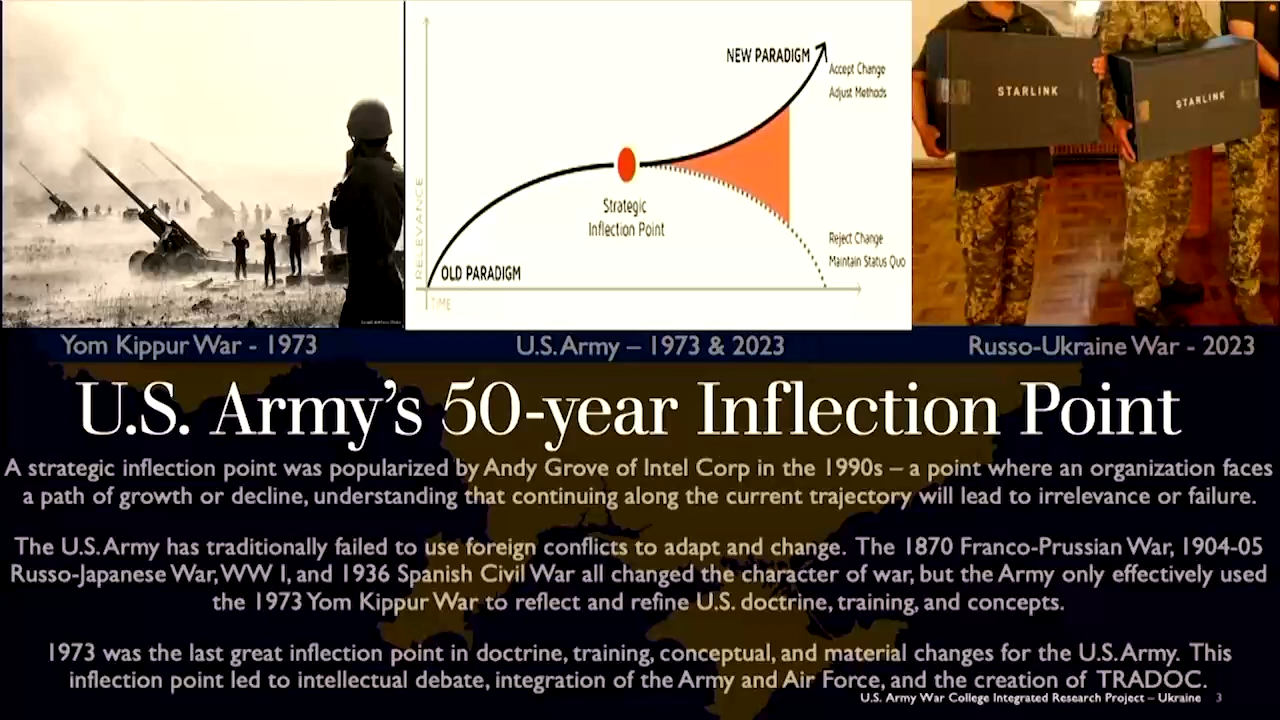 NEW PARADIGM
Accept Change
Adjust Methods
STARLINK
STARLINK
RELEVANCE
Strategic
Inflection Point
Reject Change
Maintain Status Quo
OLD PARADIGM
TIME
Yom Kippur War - 1973
U.S. Army – 1973 & 2023
Russo-Ukraine War - 2023
U.S. Army's 50-year Inflection Point
A strategic inflection point was popularized by Andy Grove of Intel Corp in the 1990s – a point where an organization faces
a path of growth or decline, understanding that continuing along the current trajectory will lead to irrelevance or failure.
The U.S. Army has traditionally failed to use foreign conflicts to adapt and change. The 1870 Franco-Prussian War, 1904-05
Russo-Japanese War, WW I, and 1936 Spanish Civil War all changed the character of war, but the Army only effectively used
the 1973 Yom Kippur War to reflect and refine U.S. doctrine, training, and concepts.
1973 was the last great inflection point in doctrine, training, conceptual, and material changes for the U.S. Army. This
inflection point led to intellectual debate, integration of the Army and Air Force, and the creation of TRADOC.
U.S. Army War College Integrated Research Project – Ukraine 3